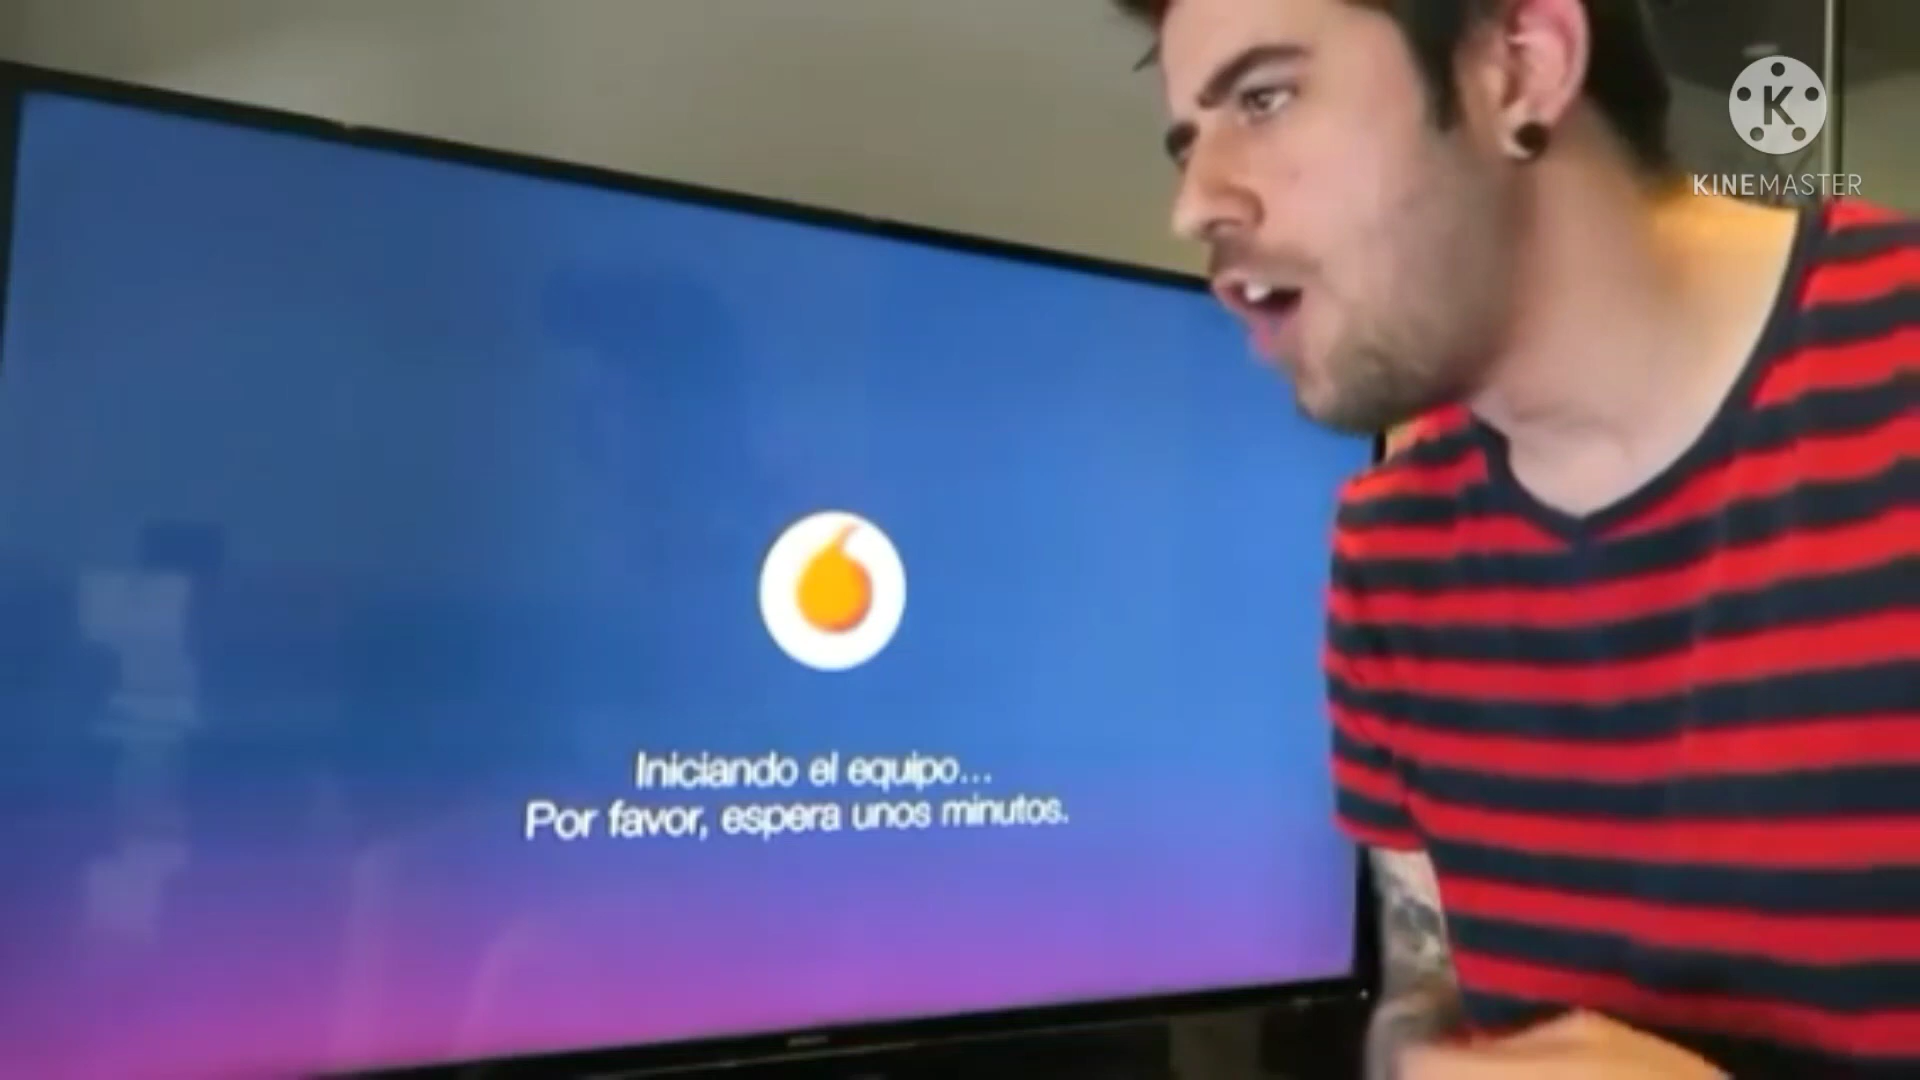 K
KINEMASTER
Iniciando el equipo...
Por favor, espera unos minutos.